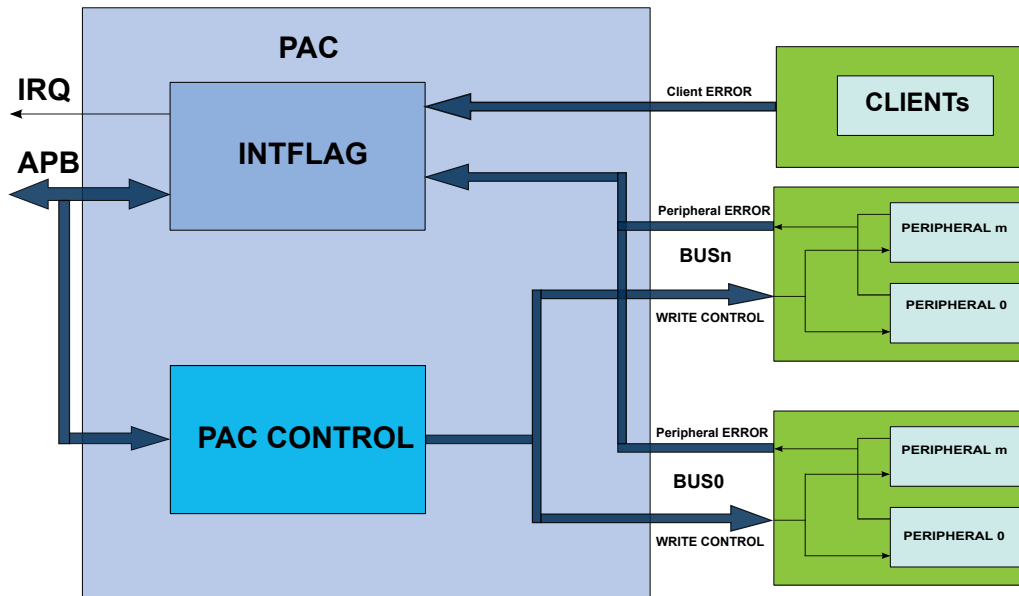 PAC
IRQ
APB
INTFLAG
PAC CONTROL
Client ERROR
CLIENTs
Peripheral ERROR
BUSn
WRITE CONTROL
PERIPHERAL m
PERIPHERAL 0
Peripheral ERROR
BUS0
WRITE CONTROL
PERIPHERAL m
PERIPHERAL 0